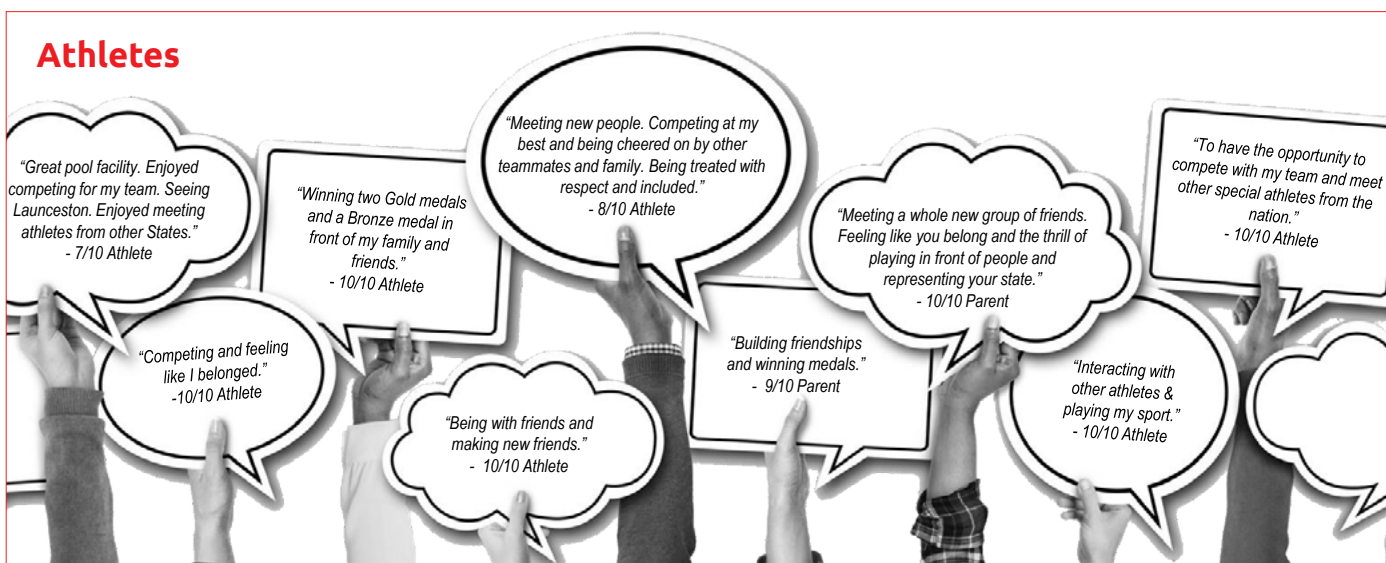 Athletes
“Great pool facility. Enjoyed
competing for my team. Seeing
Launceston. Enjoyed meeting
athletes from other States.”
- 7/10 Athlete
“Competing and feeling
like I belonged.”
-10/10 Athlete
“Winning two Gold medals
and a Bronze medal in
front of my family and
friends.”
- 10/10 Athlete
“Being with friends and
making new friends.”
- 10/10 Athlete
“Meeting new people. Competing at my
best and being cheered on by other
teammates and family. Being treated with
respect and included.”
- 8/10 Athlete
“Building friendships
and winning medals.”
- 9/10 Parent
“Meeting a whole new group of friends.
Feeling like you belong and the thrill of
playing in front of people and
representing your state.”
- 10/10 Parent
“Interacting with
other athletes &
playing my sport.”
- 10/10 Athlete
“To have the opportunity to
compete with my team and meet
other special athletes from the
nation.”
- 10/10 Athlete